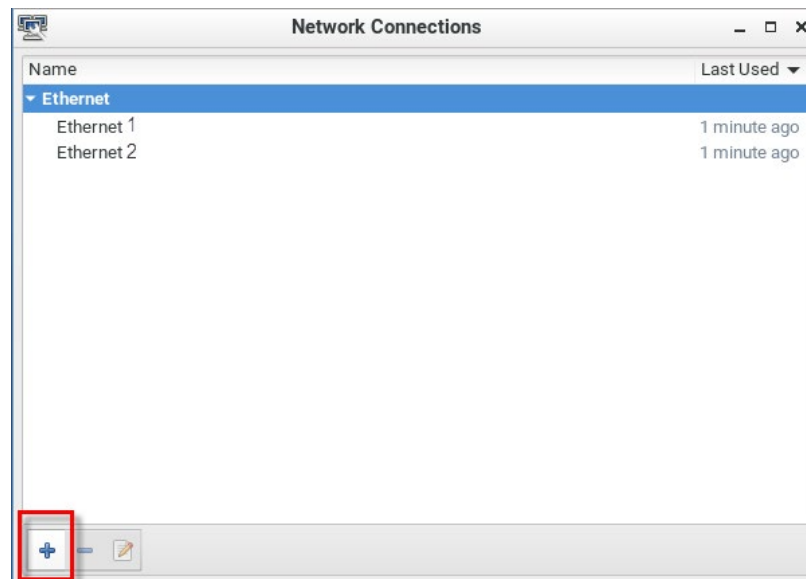 Network Connections
Name Last Used
Ethernet
Ethernet 1 1 minute ago
Ethernet 2 1 minute ago